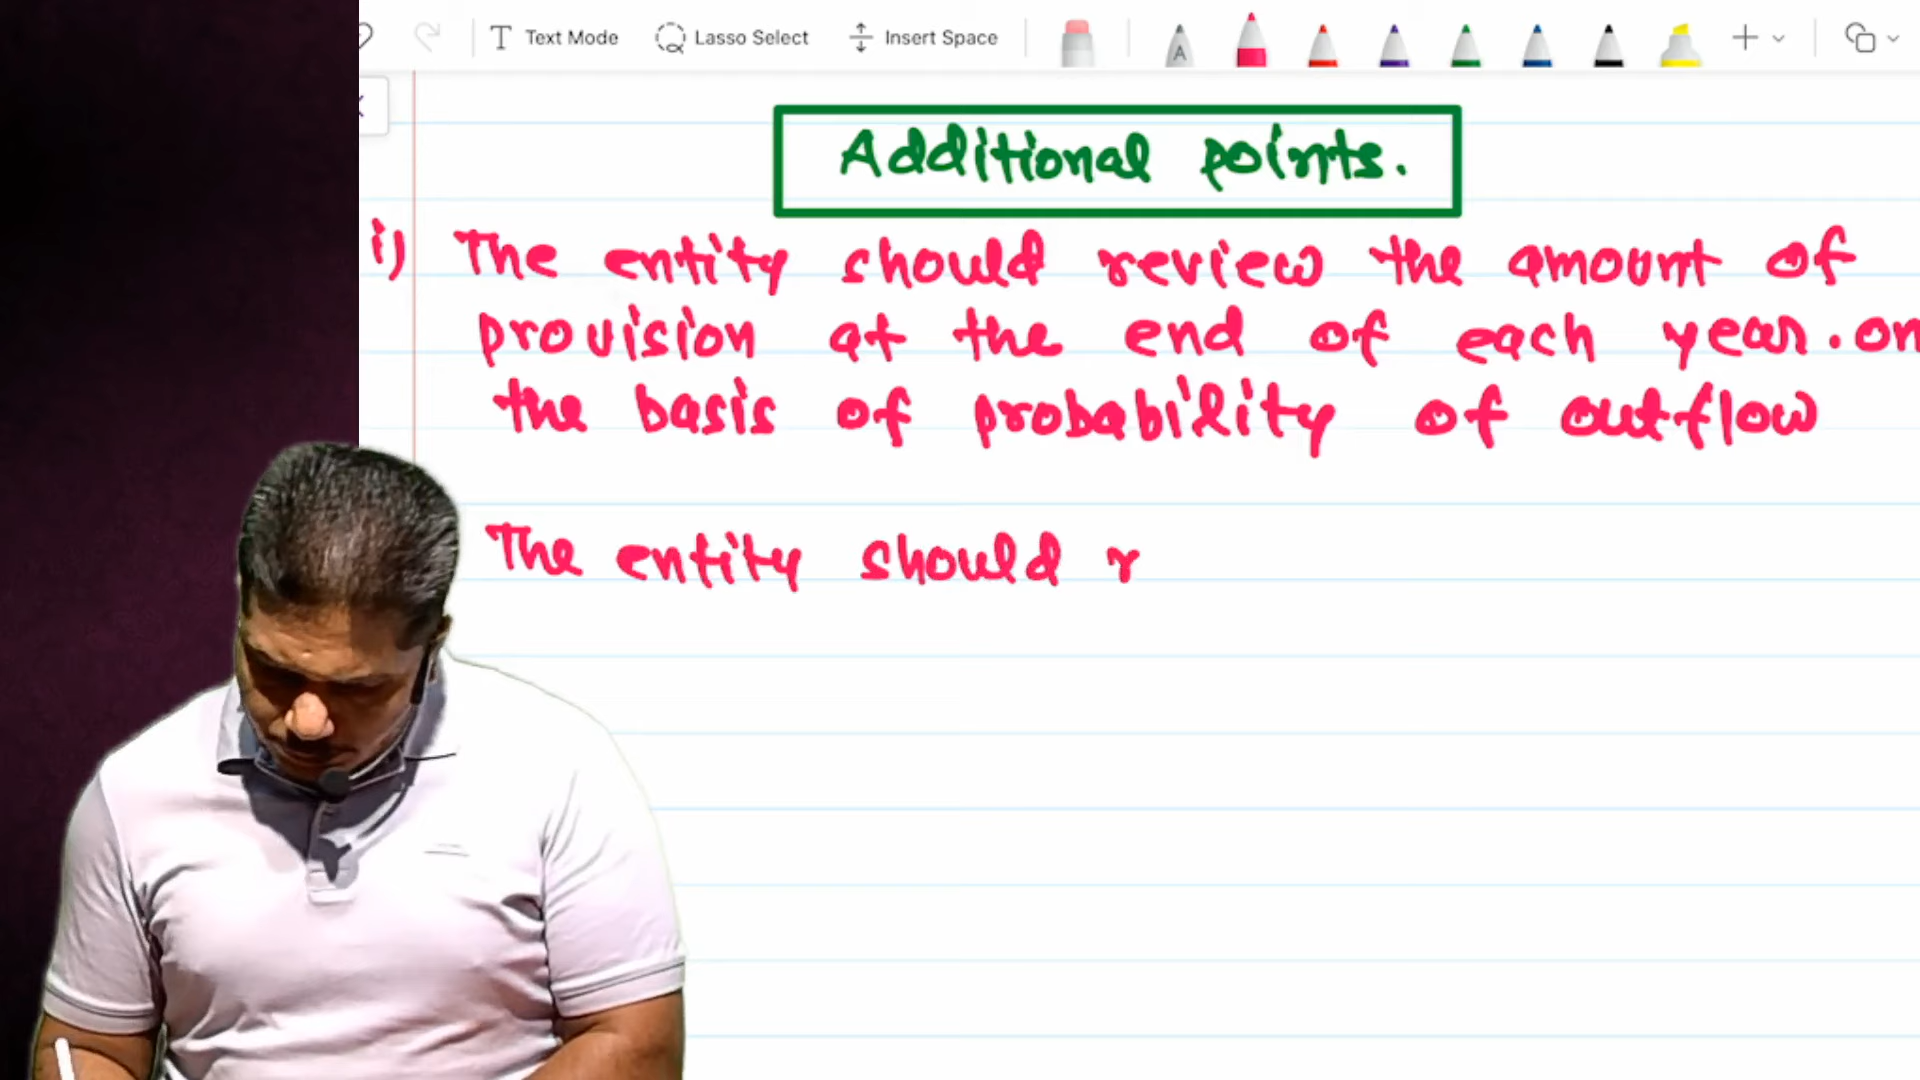 Text Mode Lasso Select Insert Space
A
Additional points.
i) The entity should review the amount of
provision at the end of each year. on
the basis of probability of outflow
The entity should r